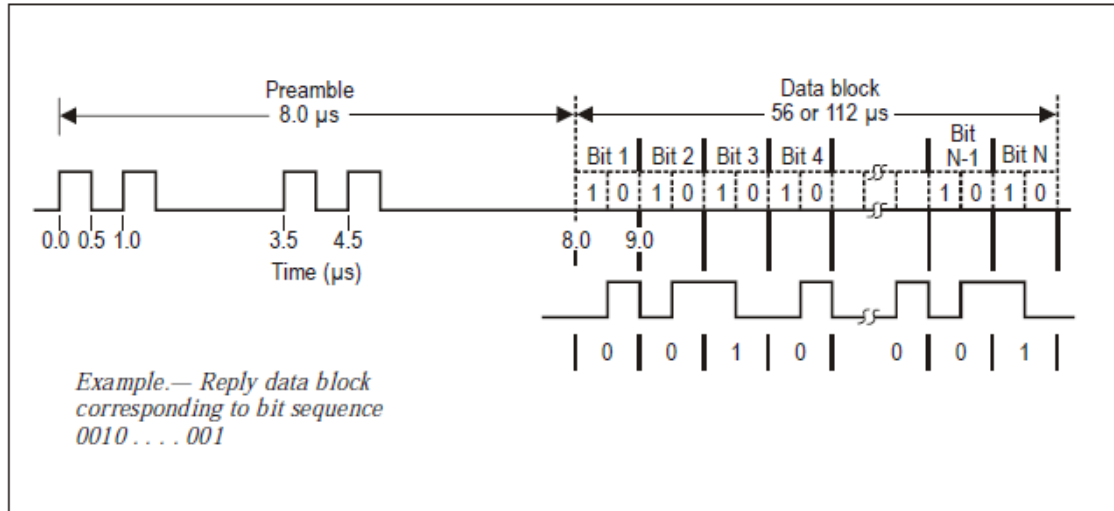 Preamble
8.0 µs
Data block
56 or 112 µs
Bit 1 Bit 2 Bit 3 Bit 4 Bit N-1 Bit N
1 0 1 0 1 0 1 0 1 0 1 0
0.0 0.5 1.0 3.5 4.5 8.0 9.0
Time (µs)
0 0 1 0 0 0 1
Example.— Reply data block
corresponding to bit sequence
0010 . . . . 001